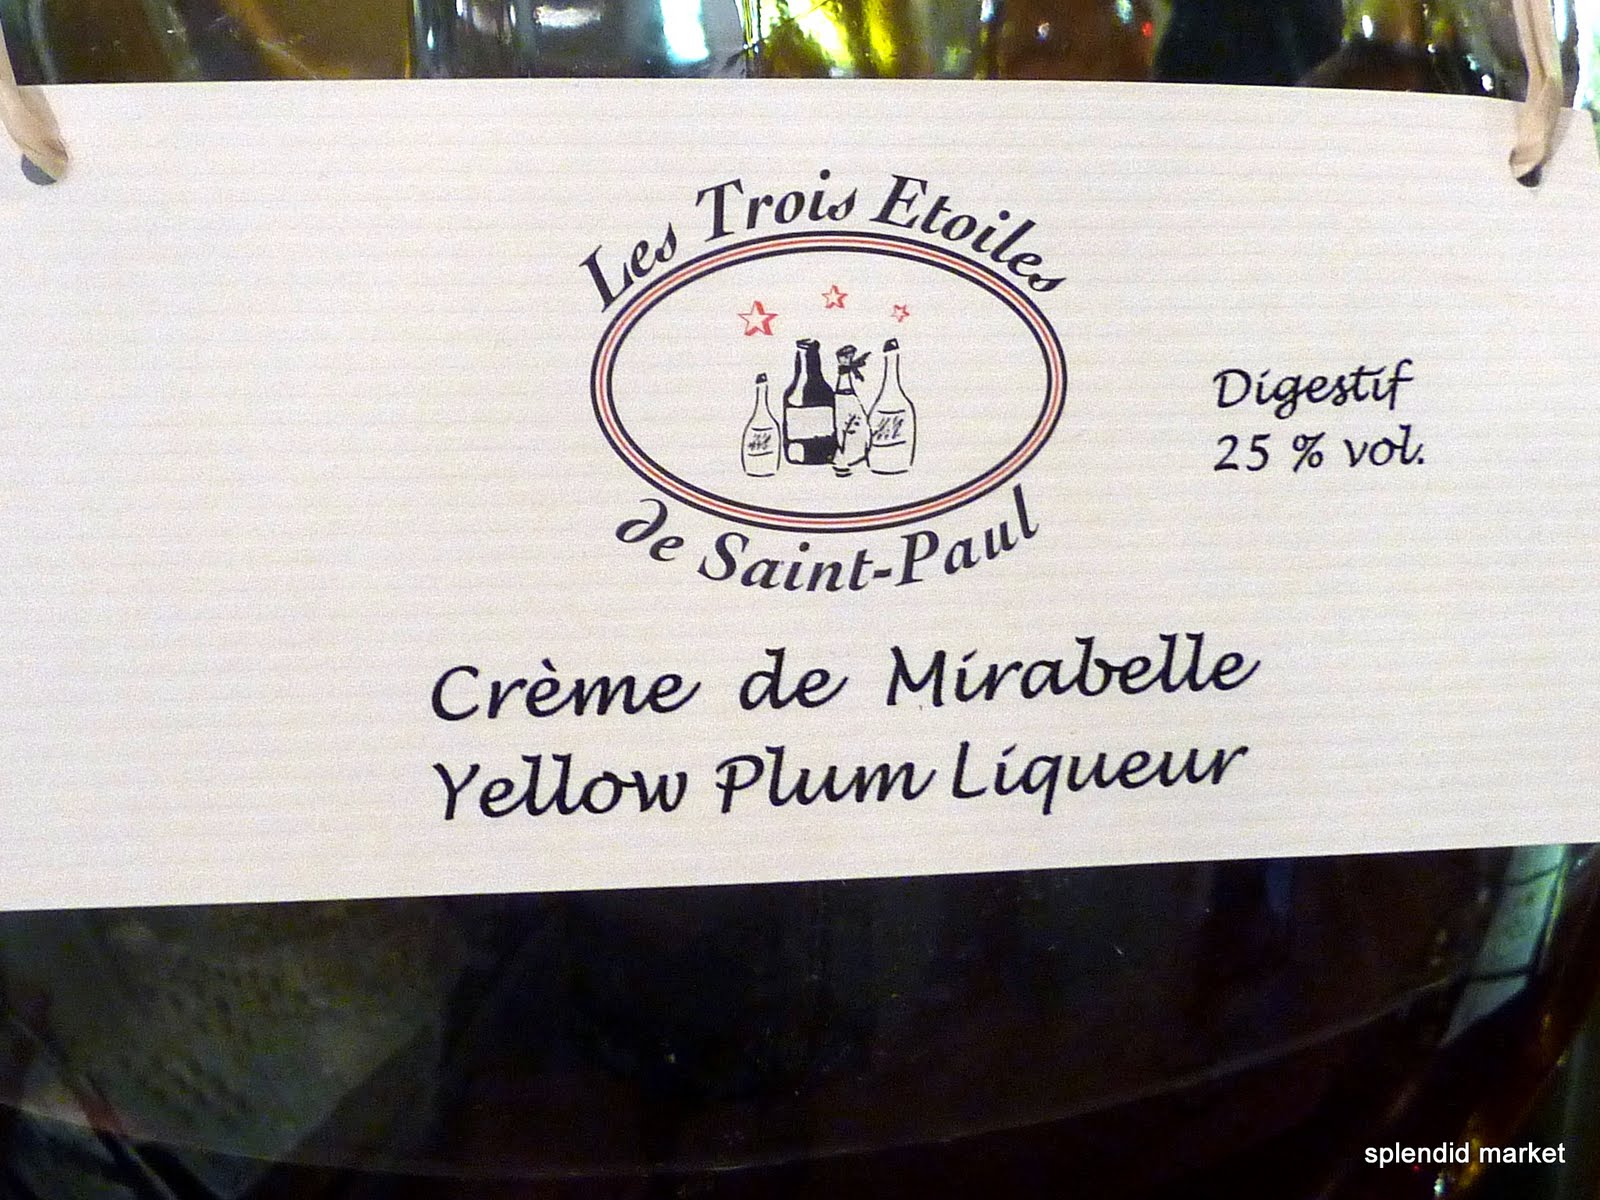 Les Trois Etoiles
de Saint-Paul
Digestif
25 % vol.
Crème de Mirabelle
Yellow Plum Liqueur
splendid market